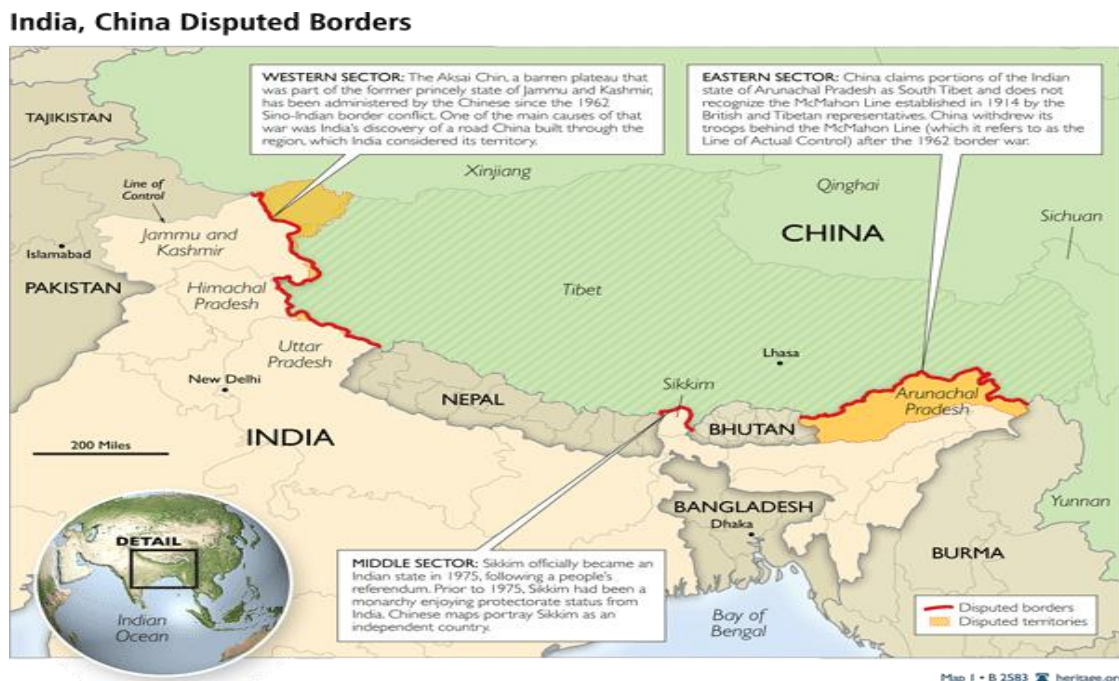 India, China Disputed Borders
WESTERN SECTOR: The Aksai Chin, a barren plateau that
was part of the former princely state of Jammu and Kashmir,
has been administered by the Chinese since the 1962
Sino-Indian border conflict. One of the main causes of that
war was India's discovery of a road China built through the
region, which India considered its territory.
EASTERN SECTOR: China claims portions of the Indian
state of Arunachal Pradesh as South Tibet and does not
recognize the McMahon Line established in 1914 by the
British and Tibetan representatives. China withdrew its
troops behind the McMahon Line (which it refers to as the
Line of Actual Control) after the 1962 border war.
TAJIKISTAN
Xinjiang
Qinghai
Line of
Control
Sichuan
Jammu and
Kashmir
CHINA
Islamabad
PAKISTAN
Himachal
Pradesh
Tibet
Uttar
Pradesh
Lhasa
New Delhi
Sikkim
NEPAL
Arunachal
Pradesh
BHUTAN
200 Miles
INDIA
BANGLADESH
Dhaka
Yunnan
BURMA
DETAIL
Indian
Ocean
MIDDLE SECTOR: Sikkim officially became an
Indian state in 1975, following a people's
referendum. Prior to 1975, Sikkim had been a
monarchy enjoying protectorate status from
India. Chinese maps portray Sikkim as an
independent country.
Bay of
Bengal
Disputed borders
Disputed territories
Map 1 • B 2583 heritage.org